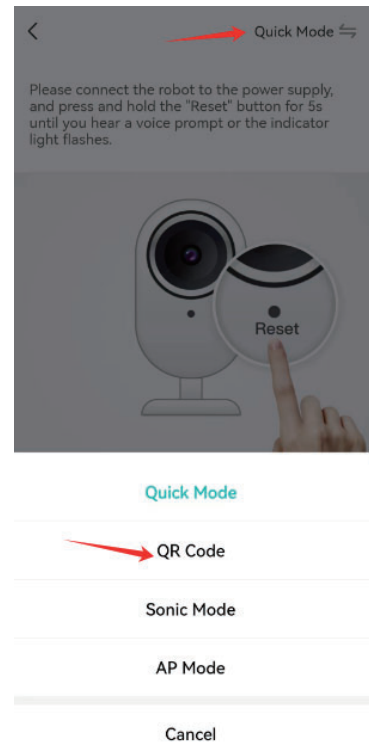 Quick Mode
Please connect the robot to the power supply,
and press and hold the "Reset" button for 5s
until you hear a voice prompt or the indicator
light flashes.
Reset
Quick Mode
QR Code
Sonic Mode
AP Mode
Cancel